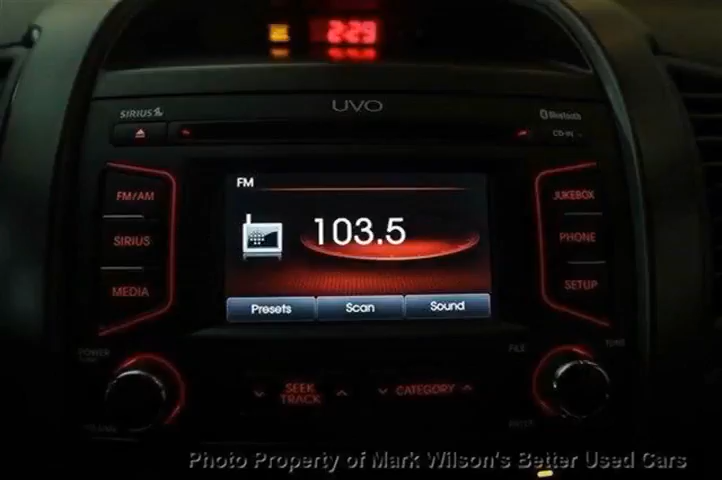 2:29
UVO
SIRIUS
Bluetooth
CD-IN
FM/AM
SIRIUS
MEDIA
FM
103.5
Presets
Scan
Sound
JUKEBOX
PHONE
SETUP
POWER
FILE
TUNE
SEEK
TRACK
CATEGORY
Photo Property of Mark Wilson's Better Used Cars